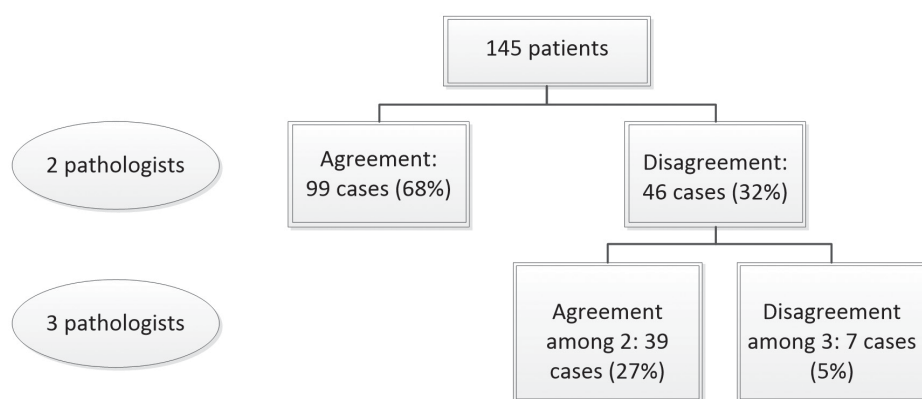 145 patients
2 pathologists
Agreement:
99 cases (68%)
Disagreement:
46 cases (32%)
3 pathologists
Agreement
among 2: 39
cases (27%)
Disagreement
among 3: 7 cases
(5%)